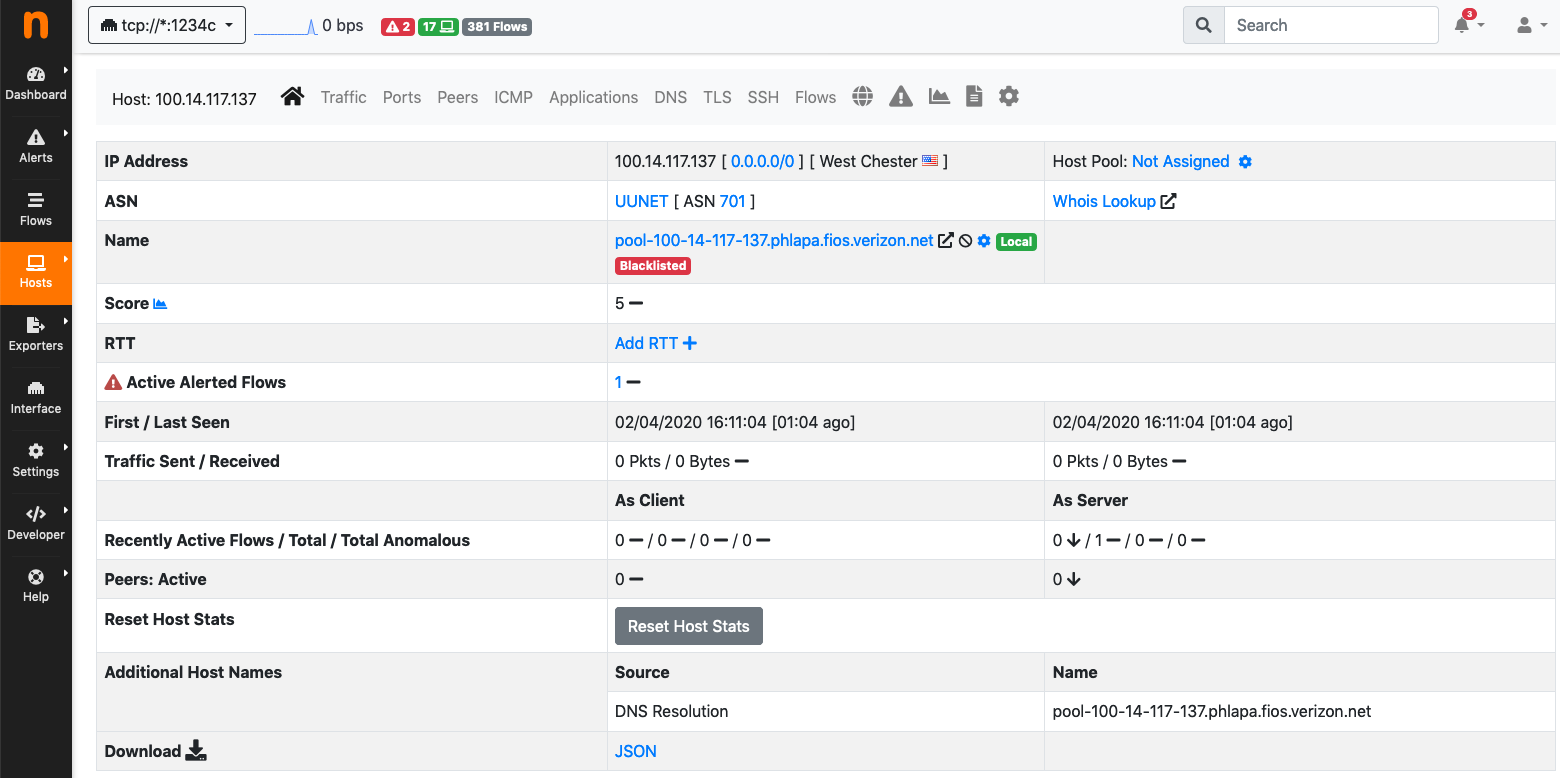 n tcp://*:1234c 0 bps 2 17 381 Flows Search 3
Dashboard
Alerts
Flows
Hosts
Exporters
Interface
Settings
Developer
Help
Host: 100.14.117.137 Traffic Ports Peers ICMP Applications DNS TLS SSH Flows
IP Address 100.14.117.137 [ 0.0.0.0/0 ] [ West Chester ] Host Pool: Not Assigned
ASN UUNET [ ASN 701 ] Whois Lookup
Name pool-100-14-117-137.phlapa.fios.verizon.net Local
Blacklisted
Score 5
RTT Add RTT
Active Alerted Flows 1
First / Last Seen 02/04/2020 16:11:04 [01:04 ago] 02/04/2020 16:11:04 [01:04 ago]
Traffic Sent / Received 0 Pkts / 0 Bytes 0 Pkts / 0 Bytes
As Client As Server
Recently Active Flows / Total / Total Anomalous 0 / 0 / 0 / 0 0 / 1 / 0 / 0
Peers: Active 0 0
Reset Host Stats Reset Host Stats
Additional Host Names Source Name
DNS Resolution pool-100-14-117-137.phlapa.fios.verizon.net
Download JSON